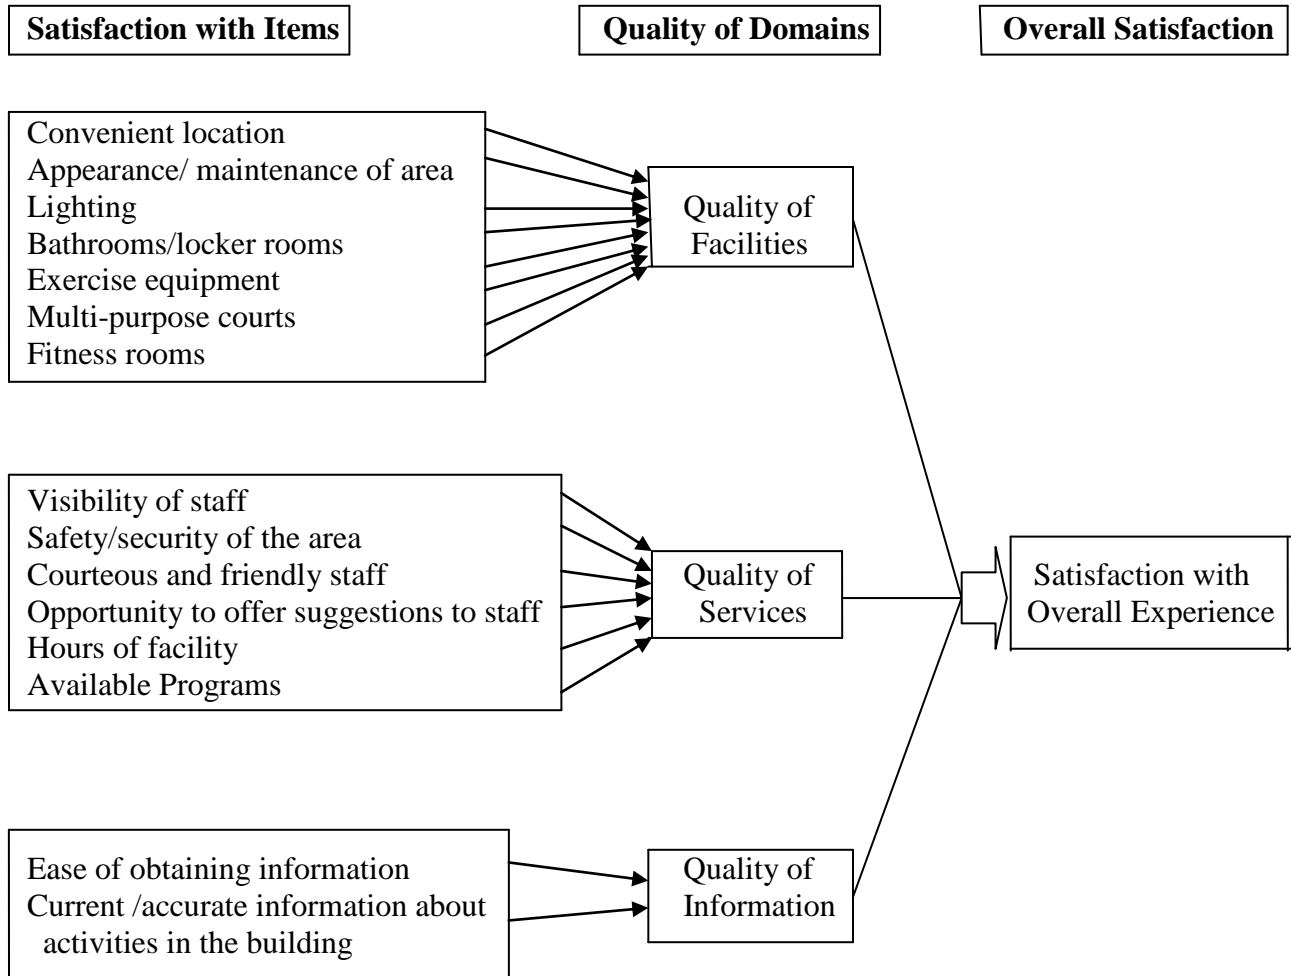 Satisfaction with Items
Quality of Domains
Overall Satisfaction
Convenient location
Appearance/ maintenance of area
Lighting
Bathrooms/locker rooms
Exercise equipment
Multi-purpose courts
Fitness rooms
Quality of
Facilities
Visibility of staff
Safety/security of the area
Courteous and friendly staff
Opportunity to offer suggestions to staff
Hours of facility
Available Programs
Quality of
Services
Satisfaction with
Overall Experience
Ease of obtaining information
Current /accurate information about
activities in the building
Quality of
Information